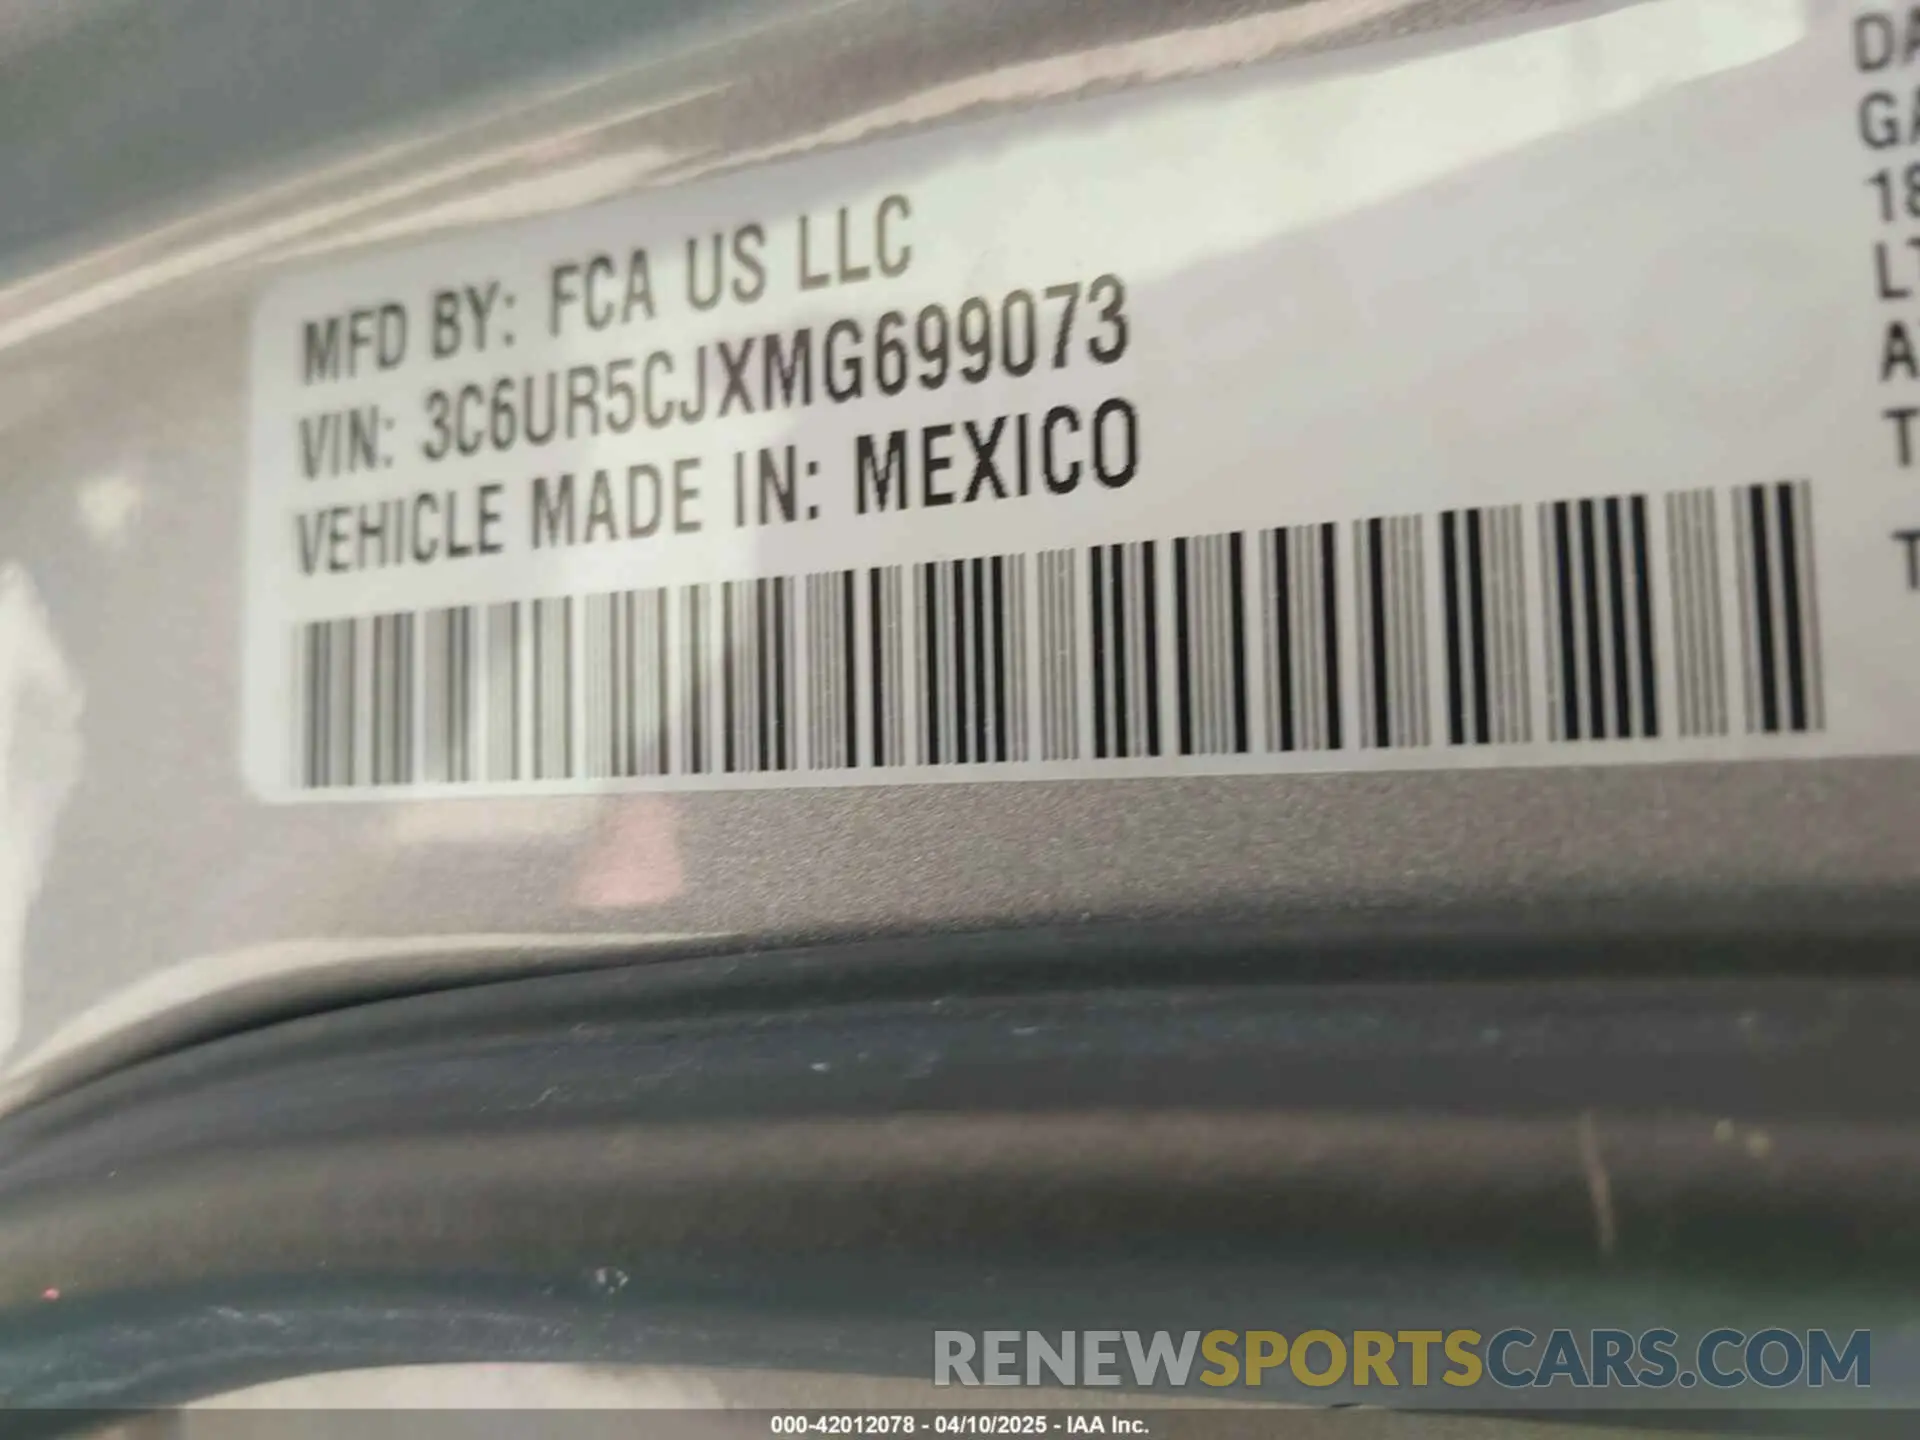 MFD BY: FCA US LLC
VIN: 3C6UR5CJXMG699073
VEHICLE MADE IN: MEXICO
RENEWSPORTSCARS.COM
000-42012078 - 04/10/2025 - IAA Inc.